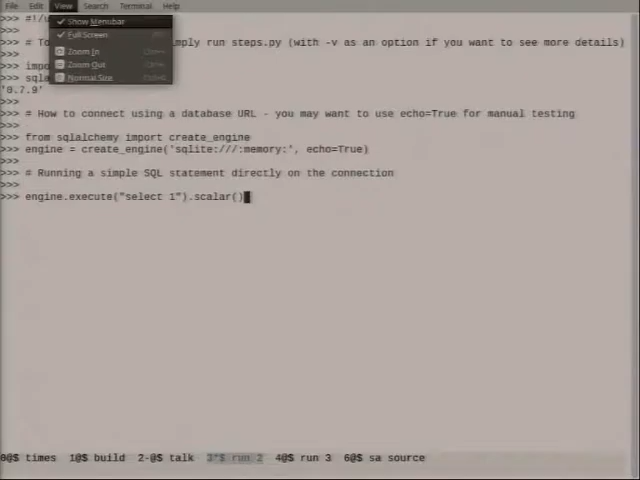 File Edit View Search Terminal Help
>>> #!/u
Show Menubar
Full Screen
>>>
>>> # To mply run steps.py (with -v as an option if you want to see more details)
Zoom In
>>>
Zoom Out
>>> impo
Normal Size
>>> sqla
'0.7.9'
>>>
>>> # How to connect using a database URL - you may want to use echo=True for manual testing
>>>
>>> from sqlalchemy import create_engine
>>> engine = create_engine('sqlite:///:memory:', echo=True)
>>>
>>> # Running a simple SQL statement directly on the connection
>>>
>>> engine.execute("select 1").scalar()
0@$ times 1@$ build 2-@$ talk 3*$ run 2 4@$ run 3 6@$ sa source